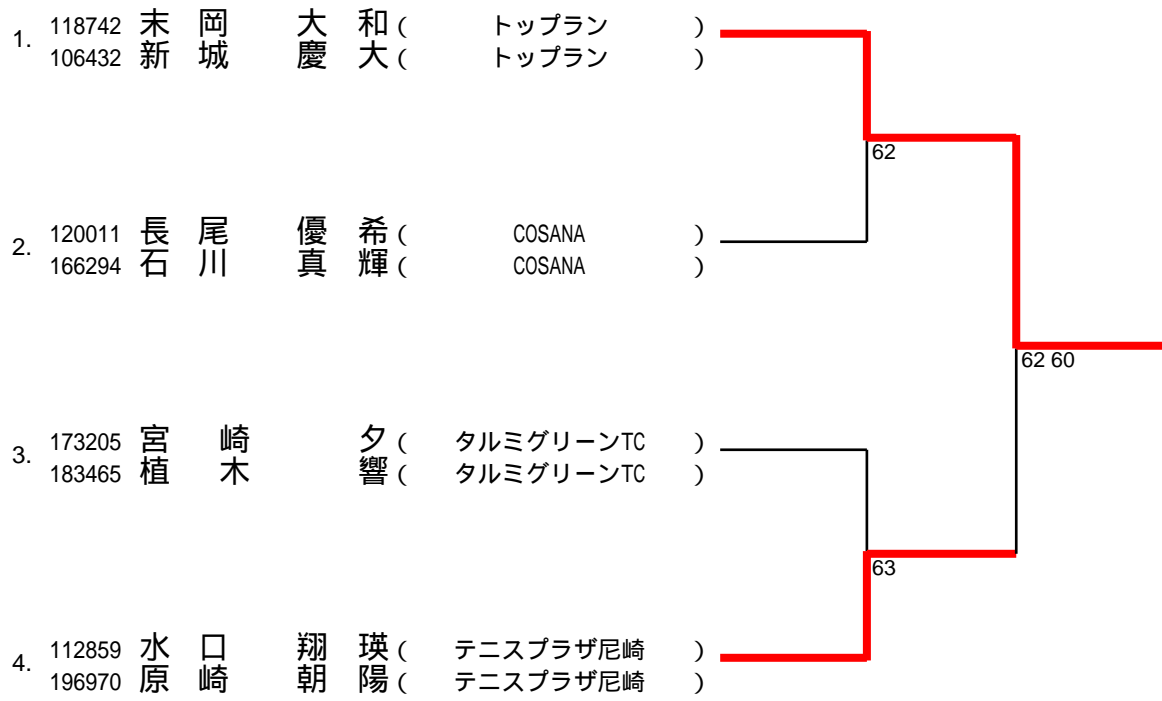 1. 118742 末岡 大和 ( トップラン )
106432 新城 慶大 ( トップラン )
62
2. 120011 長尾 優希 ( COSANA )
166294 石川 真輝 ( COSANA )
62 60
3. 173205 宮崎 夕 ( タルミグリーンTC )
183465 植木 響 ( タルミグリーンTC )
63
4. 112859 水口 翔瑛 ( テニスプラザ尼崎 )
196970 原崎 朝陽 ( テニスプラザ尼崎 )